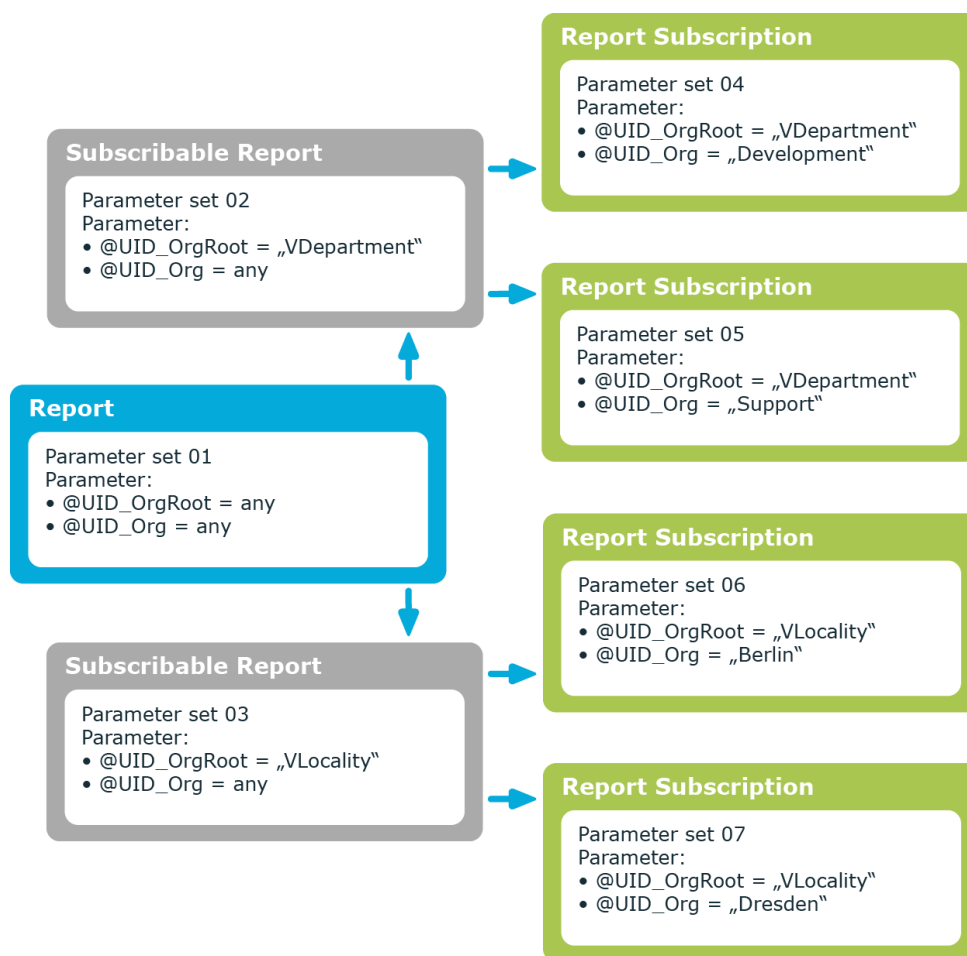 Report Subscription
Parameter set 04
Parameter:
• @UID_OrgRoot = „VDepartment“
• @UID_Org = „Development“
Subscribable Report
Parameter set 02
Parameter:
• @UID_OrgRoot = „VDepartment“
• @UID_Org = any
Report Subscription
Parameter set 05
Parameter:
• @UID_OrgRoot = „VDepartment“
• @UID_Org = „Support“
Report
Parameter set 01
Parameter:
• @UID_OrgRoot = any
• @UID_Org = any
Report Subscription
Parameter set 06
Parameter:
• @UID_OrgRoot = „VLocality“
• @UID_Org = „Berlin“
Subscribable Report
Parameter set 03
Parameter:
• @UID_OrgRoot = „VLocality“
• @UID_Org = any
Report Subscription
Parameter set 07
Parameter:
• @UID_OrgRoot = „VLocality“
• @UID_Org = „Dresden“